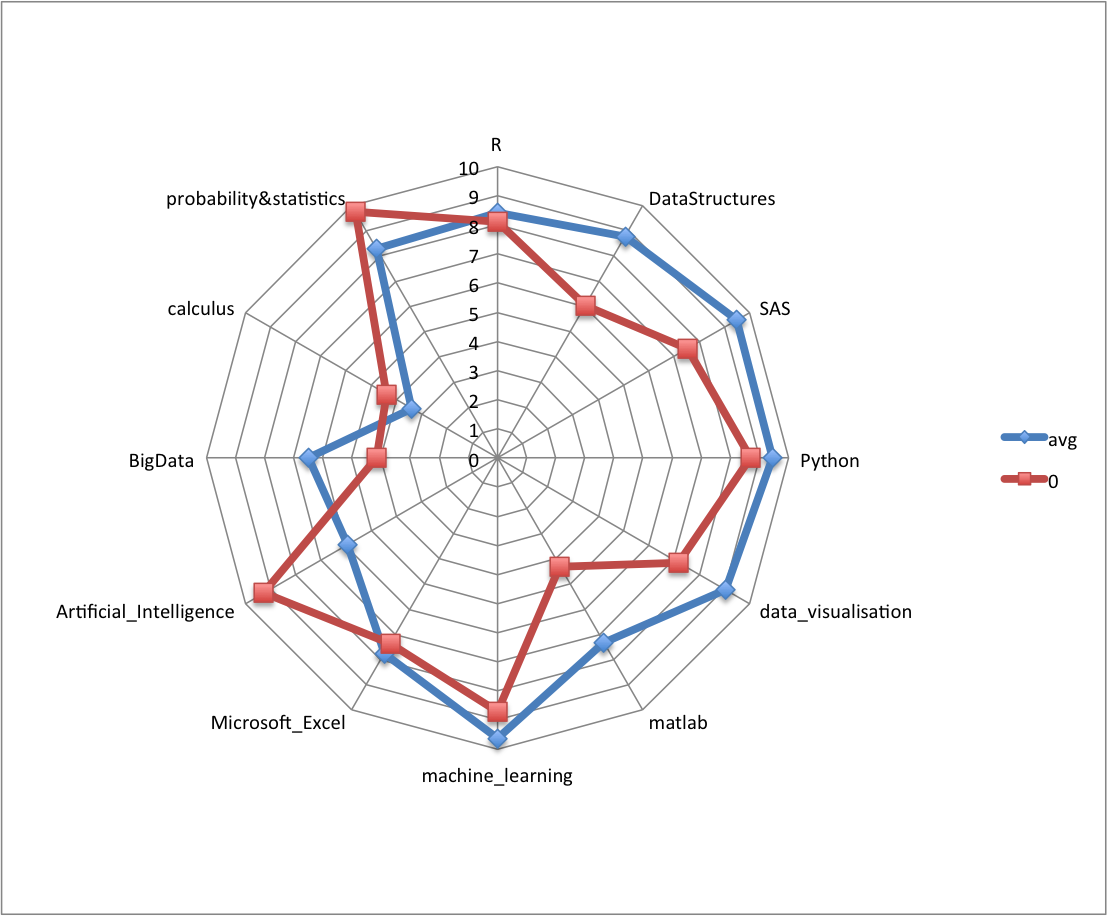 R
DataStructures
SAS
Python
data_visualisation
matlab
machine_learning
Microsoft_Excel
Artificial_Intelligence
BigData
calculus
probability&statistics
10
9
8
7
6
5
4
3
2
1
0
avg
0